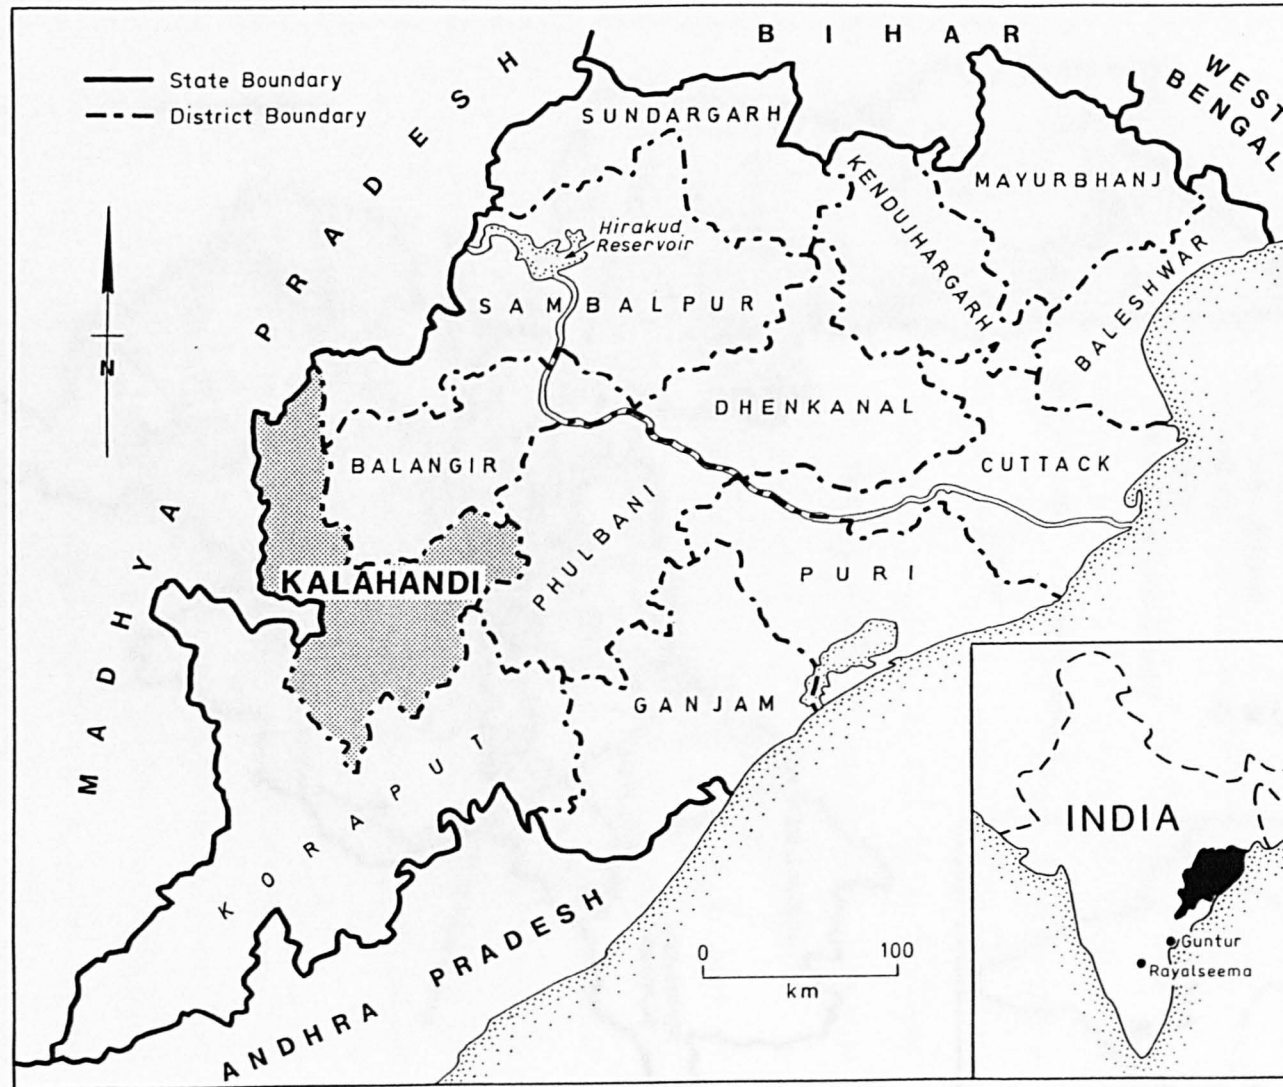 BIHAR
WEST
BENGAL
State Boundary
District Boundary
MADHYA PRADESH
SUNDARGARH
KENDUJHARGARH
MAYURBHANJ
Hirakud
Reservoir
BALESHWAR
SAMBALPUR
N
DHENKANAL
BALANGIR
CUTTACK
PHULBANI
KALAHANDI
PURI
GANJAM
KORAPUT
INDIA
ANDHRA PRADESH
0 100
km
Guntur
Rayalseema